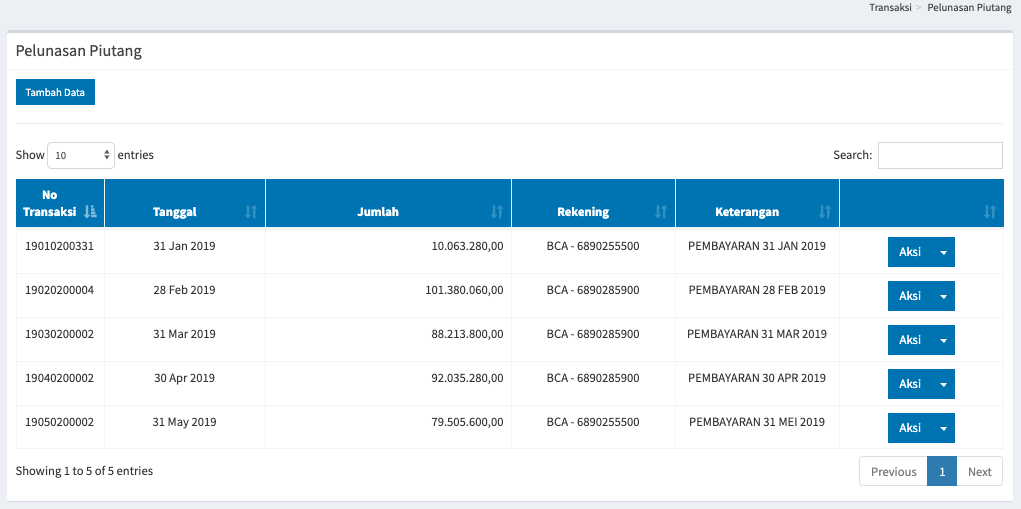 Transaksi > Pelunasan Piutang
Pelunasan Piutang
Tambah Data
Show 10 entries Search:
No Transaksi Tanggal Jumlah Rekening Keterangan
19010200331 31 Jan 2019 10.063.280,00 BCA - 6890255500 PEMBAYARAN 31 JAN 2019 Aksi
19020200004 28 Feb 2019 101.380.060,00 BCA - 6890285900 PEMBAYARAN 28 FEB 2019 Aksi
19030200002 31 Mar 2019 88.213.800,00 BCA - 6890285900 PEMBAYARAN 31 MAR 2019 Aksi
19040200002 30 Apr 2019 92.035.280,00 BCA - 6890285900 PEMBAYARAN 30 APR 2019 Aksi
19050200002 31 May 2019 79.505.600,00 BCA - 6890255500 PEMBAYARAN 31 MEI 2019 Aksi
Showing 1 to 5 of 5 entries Previous 1 Next